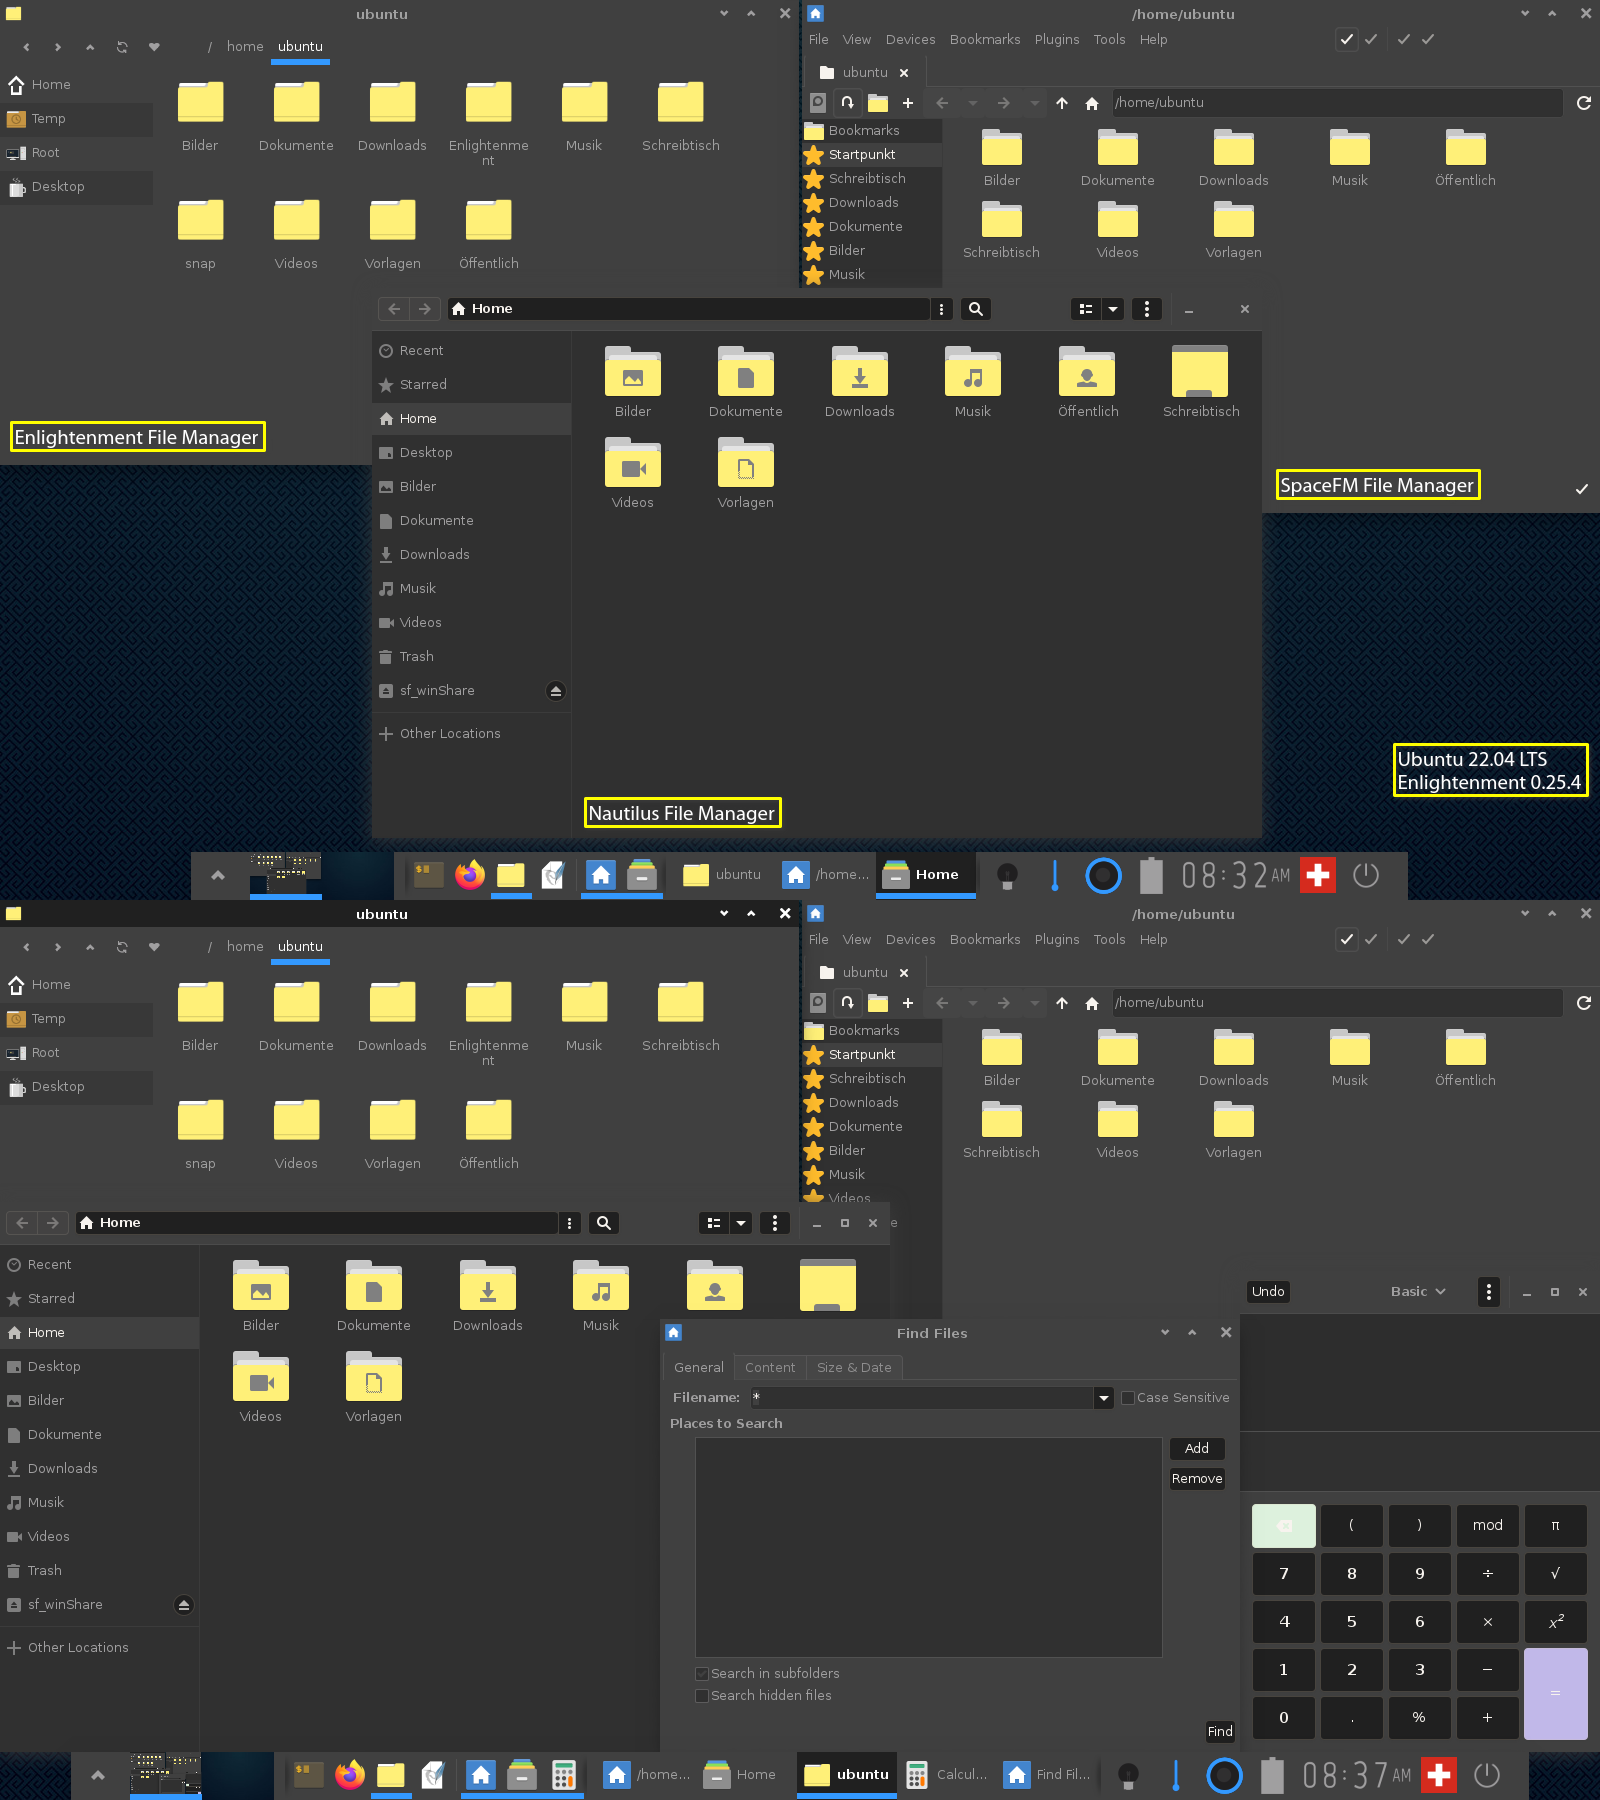 ubuntu
/ home ubuntu
Home
Temp
Root
Desktop
Bilder Dokumente Downloads Enlightenme
nt Musik Schreibtisch
snap Videos Vorlagen Öffentlich
Enlightenment File Manager
/home/ubuntu
File View Devices Bookmarks Plugins Tools Help
ubuntu
/home/ubuntu
Bookmarks
Startpunkt
Schreibtisch
Downloads
Dokumente
Bilder
Musik
Bilder Dokumente Downloads Musik Öffentlich
Schreibtisch Videos Vorlagen
SpaceFM File Manager
Home
Recent
Starred
Home
Desktop
Bilder
Dokumente
Downloads
Musik
Videos
Trash
sf_winShare
Other Locations
Bilder Dokumente Downloads Musik Öffentlich Schreibtisch
Videos Vorlagen
Nautilus File Manager
Ubuntu 22.04 LTS
Enlightenment 0.25.4
ubuntu /home... Home 08:32 AM
ubuntu
/ home ubuntu
Home
Temp
Root
Desktop
Bilder Dokumente Downloads Enlightenme
nt Musik Schreibtisch
snap Videos Vorlagen Öffentlich
/home/ubuntu
File View Devices Bookmarks Plugins Tools Help
ubuntu
/home/ubuntu
Bookmarks
Startpunkt
Schreibtisch
Downloads
Dokumente
Bilder
Musik
Videos
Bilder Dokumente Downloads Musik Öffentlich
Schreibtisch Videos Vorlagen
Home
Recent
Starred
Home
Desktop
Bilder
Dokumente
Downloads
Musik
Videos
Trash
sf_winShare
Other Locations
Bilder Dokumente Downloads Musik
Videos Vorlagen
Find Files
General Content Size & Date
Filename: * Case Sensitive
Places to Search
Add
Remove
Search in subfolders
Search hidden files
Find
Undo Basic
( ) mod π
7 8 9 ÷ √
4 5 6 × x²
1 2 3 − =
0 . % +
/home... Home ubuntu Calcul... Find Fil... 08:37 AM